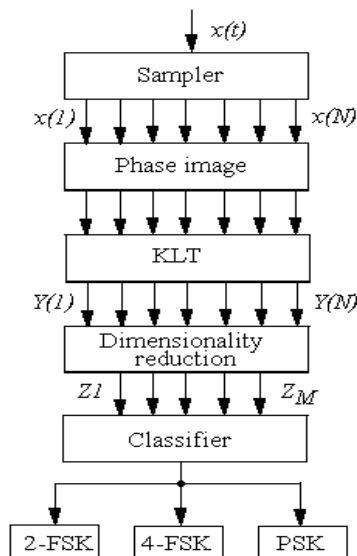 x(t)
Sampler
x(1) x(N)
Phase image
KLT
Y(1) Y(N)
Dimensionality
reduction
Z1 ZM
Classifier
2-FSK 4-FSK PSK